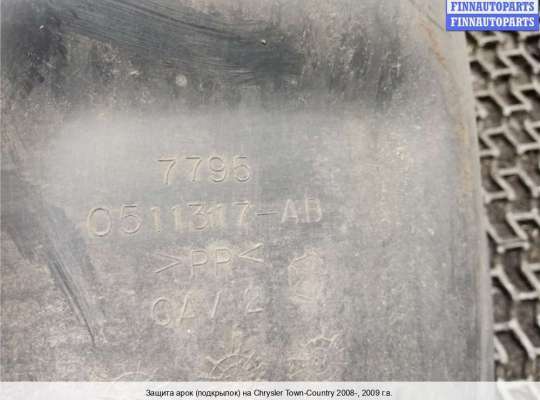 FINNAUTOPARTS
FINNAUTOPARTS
7795
0511317-AB
>PP<
CAV 2
Защита арок (подкрылок) на Chrysler Town-Country 2008-, 2009 г.в.